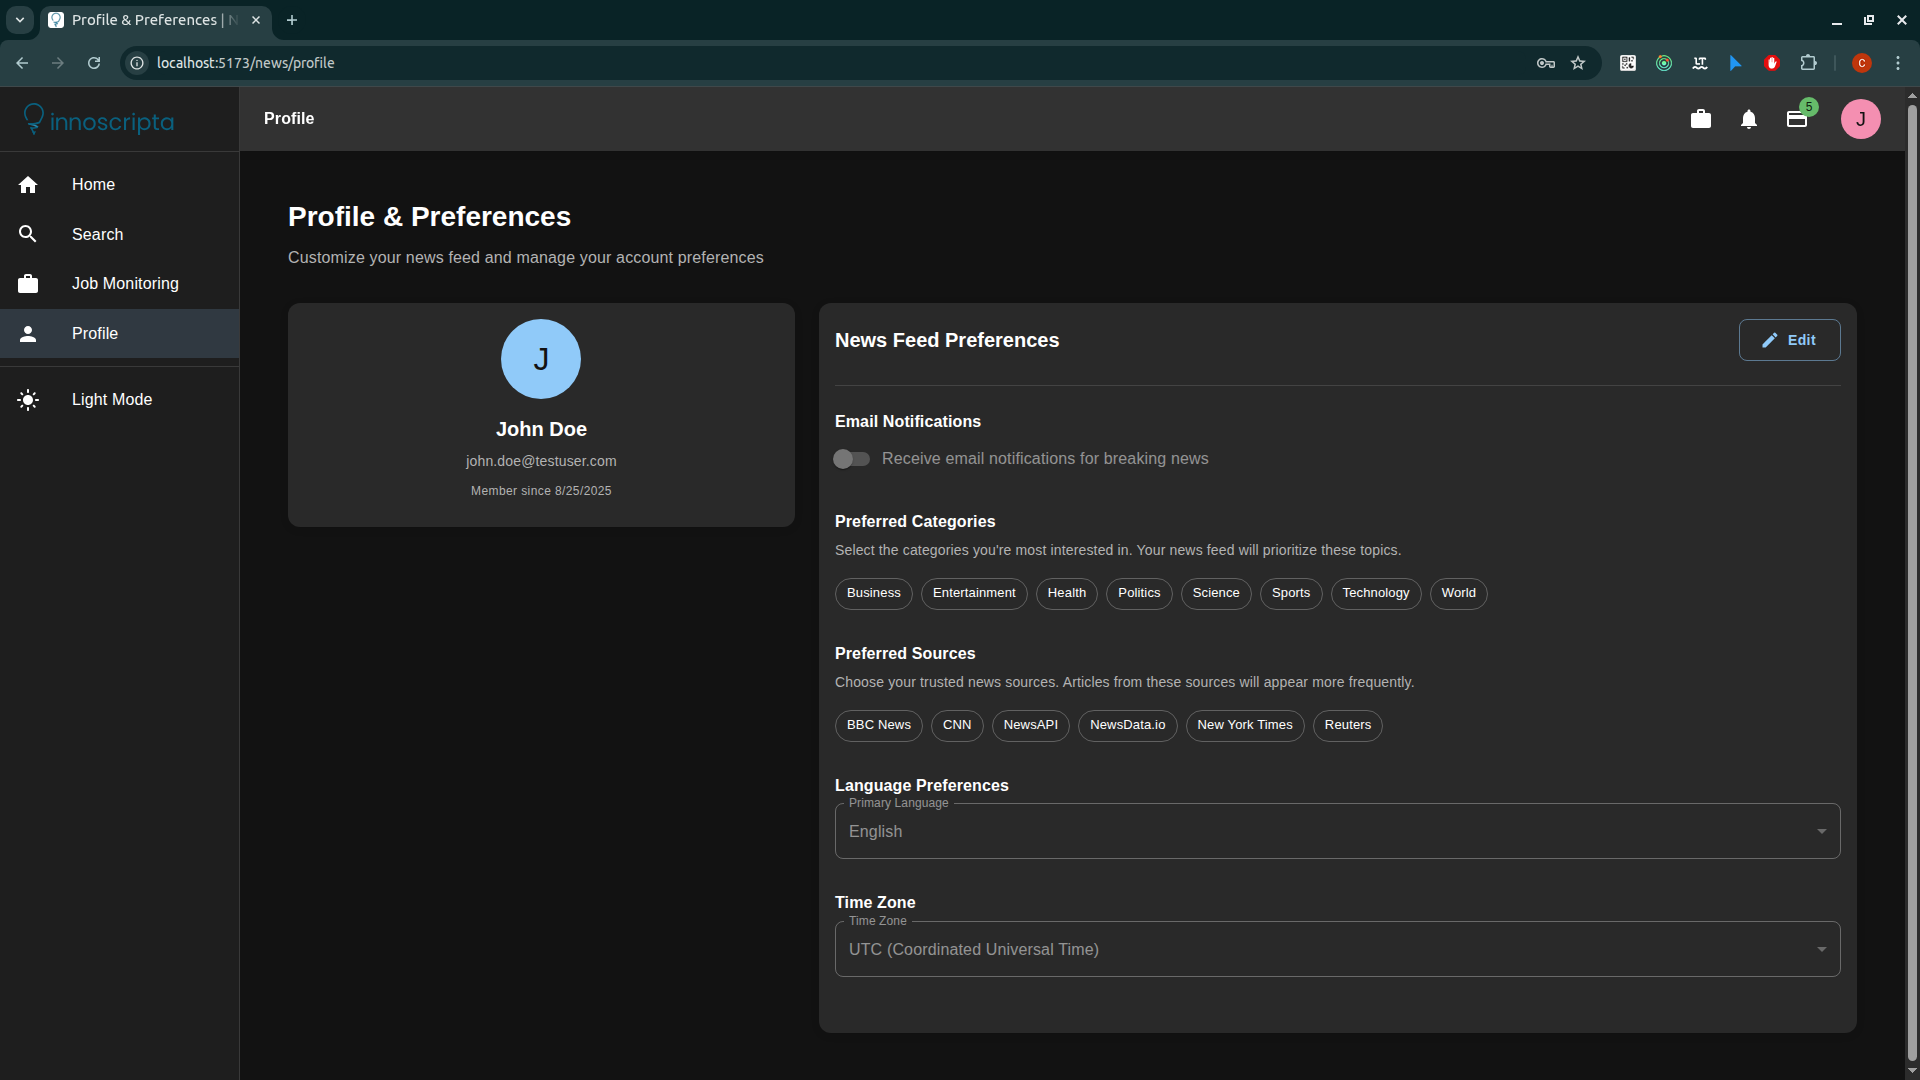 Profile & Preferences | N
localhost:5173/news/profile
C
innoscripta
Profile
5
J
Home
Search
Job Monitoring
Profile
Light Mode
Profile & Preferences
Customize your news feed and manage your account preferences
J
John Doe
john.doe@testuser.com
Member since 8/25/2025
News Feed Preferences
Edit
Email Notifications
Receive email notifications for breaking news
Preferred Categories
Select the categories you're most interested in. Your news feed will prioritize these topics.
Business Entertainment Health Politics Science Sports Technology World
Preferred Sources
Choose your trusted news sources. Articles from these sources will appear more frequently.
BBC News CNN NewsAPI NewsData.io New York Times Reuters
Language Preferences
Primary Language
English
Time Zone
Time Zone
UTC (Coordinated Universal Time)